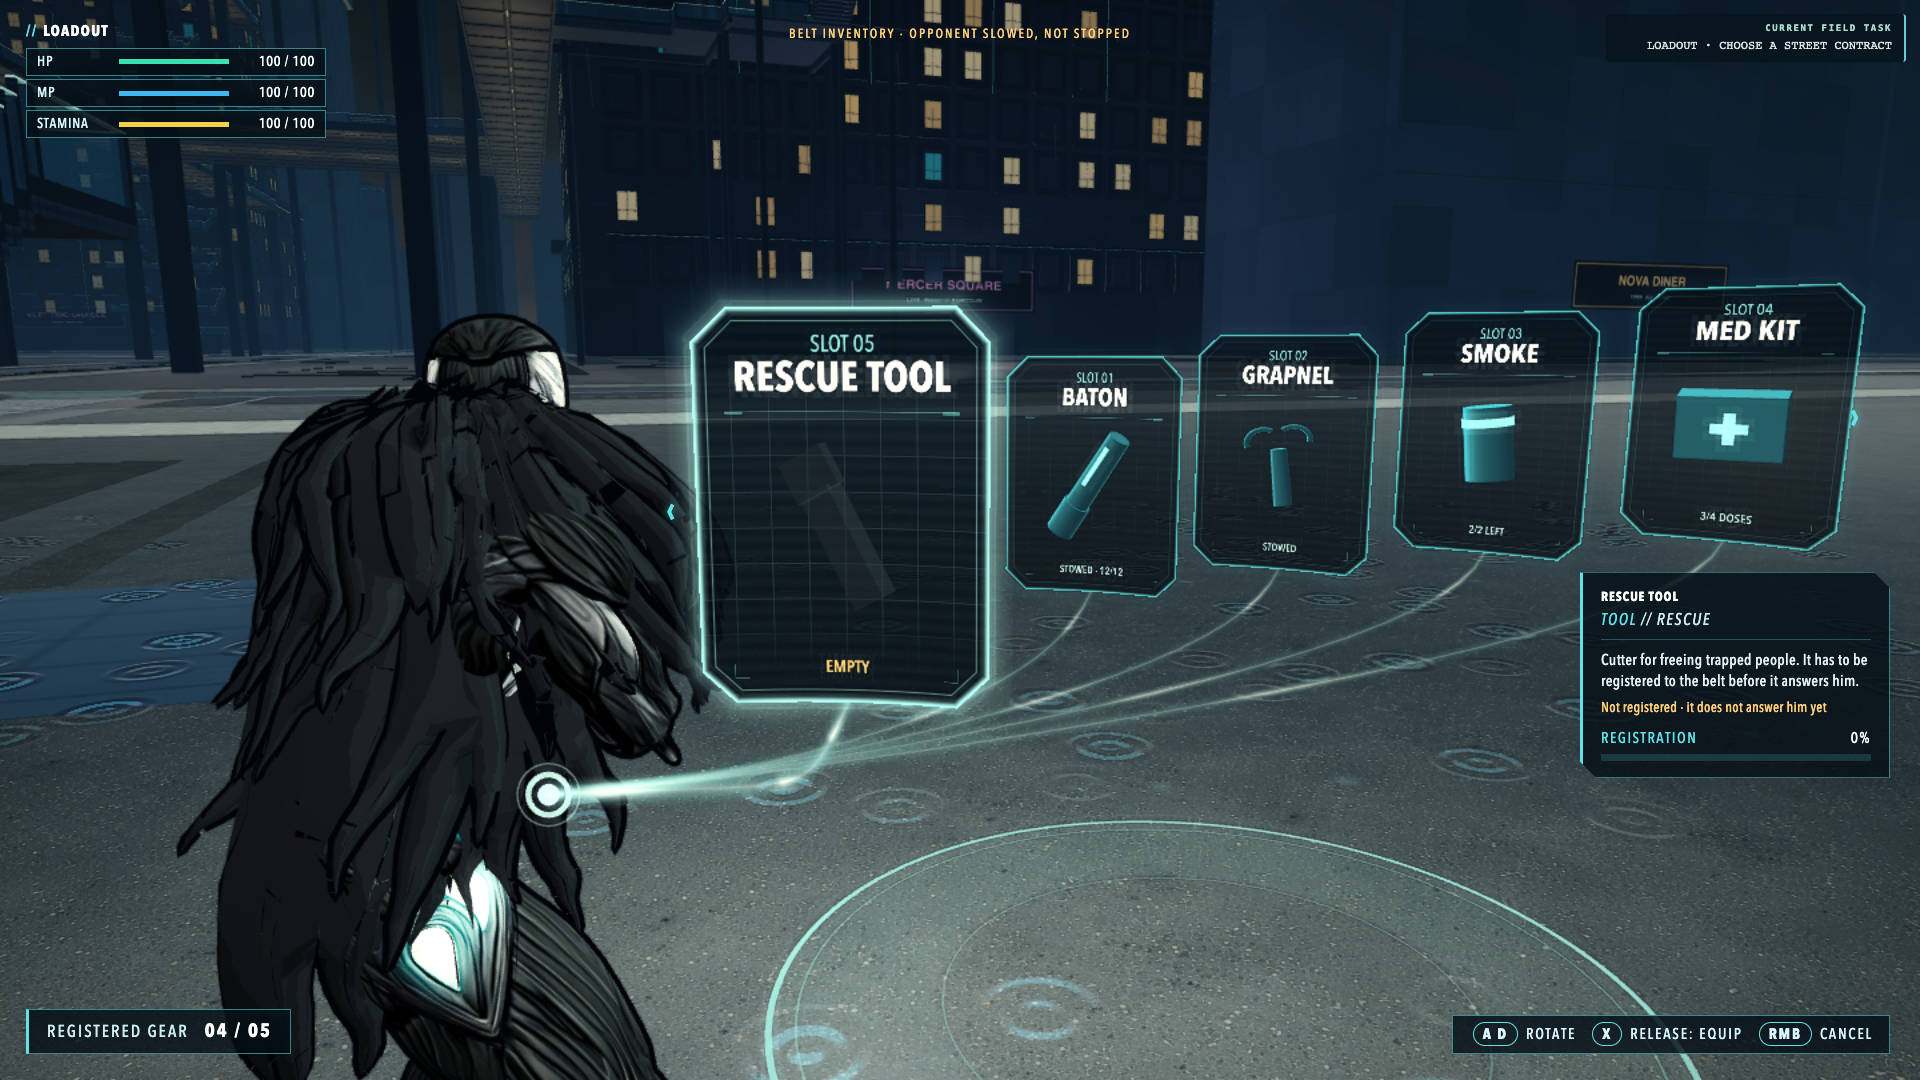 // LOADOUT
HP 100 / 100
MP 100 / 100
STAMINA 100 / 100
BELT INVENTORY · OPPONENT SLOWED, NOT STOPPED
CURRENT FIELD TASK
LOADOUT · CHOOSE A STREET CONTRACT
MERCER SQUARE
NOVA DINER
SLOT 05
RESCUE TOOL
EMPTY
SLOT 01
BATON
STOWED · 12/12
SLOT 02
GRAPNEL
STOWED
SLOT 03
SMOKE
2/2 LEFT
SLOT 04
MED KIT
3/4 DOSES
RESCUE TOOL
TOOL // RESCUE
Cutter for freeing trapped people. It has to be
registered to the belt before it answers him.
Not registered · it does not answer him yet
REGISTRATION 0%
REGISTERED GEAR 04 / 05
A D ROTATE X RELEASE: EQUIP RMB CANCEL